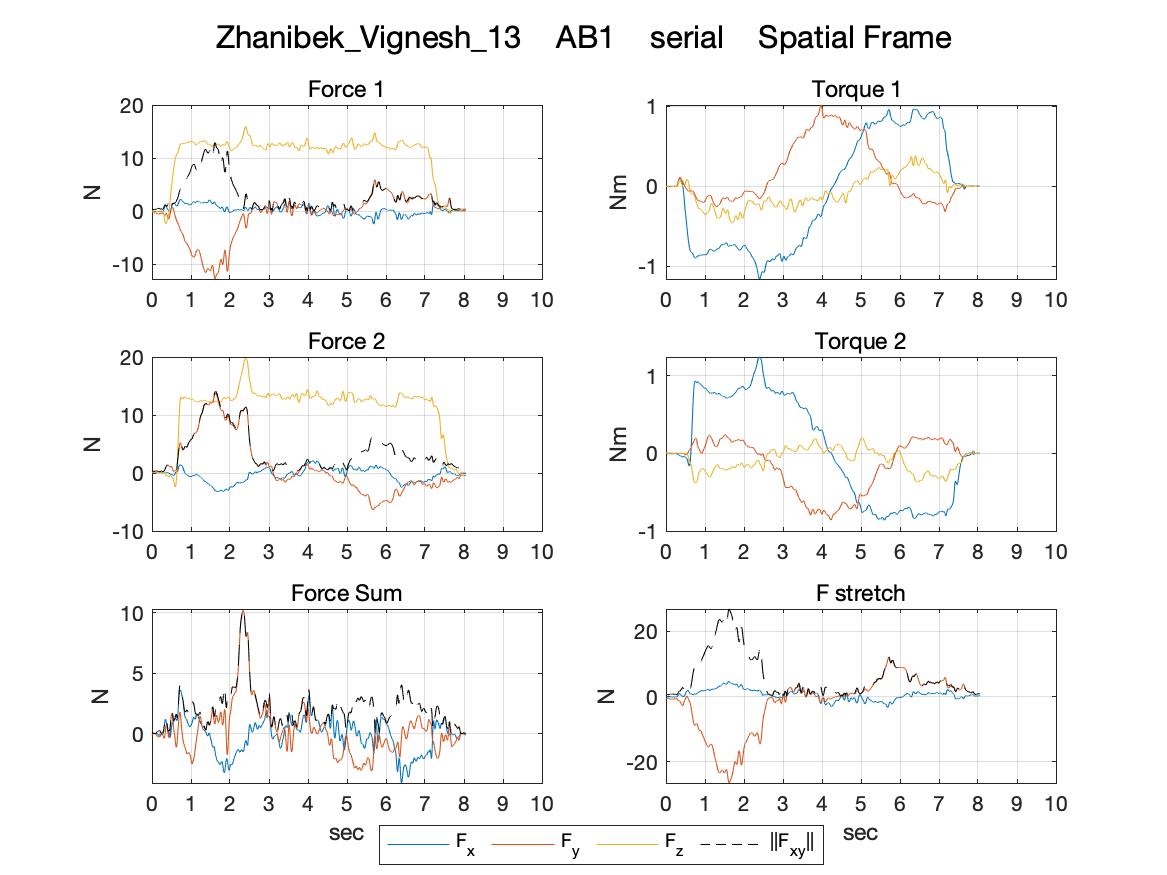 Zhanibek_Vignesh_13 AB1 serial Spatial Frame
Force 1
20
10
0
-10
N
0 1 2 3 4 5 6 7 8 9 10
Torque 1
1
0
-1
Nm
0 1 2 3 4 5 6 7 8 9 10
Force 2
20
10
0
-10
N
0 1 2 3 4 5 6 7 8 9 10
Torque 2
1
0
-1
Nm
0 1 2 3 4 5 6 7 8 9 10
Force Sum
10
5
0
N
0 1 2 3 4 5 6 7 8 9 10
sec
F stretch
20
0
-20
N
0 1 2 3 4 5 6 7 8 9 10
sec
Fx Fy Fz ||Fxy||